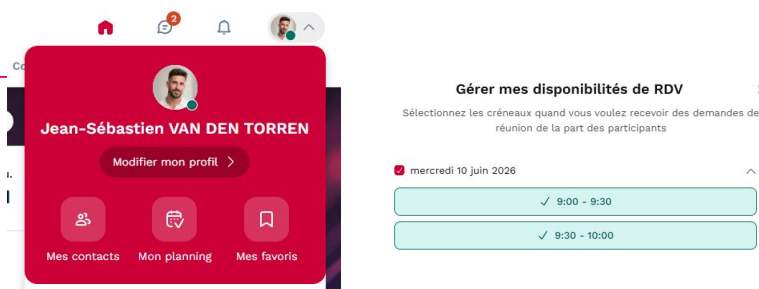 2
Co
Jean-Sébastien VAN DEN TORREN
Modifier mon profil
Mes contacts Mon planning Mes favoris
Gérer mes disponibilités de RDV
Sélectionnez les créneaux quand vous voulez recevoir des demandes de
réunion de la part des participants
mercredi 10 juin 2026
9:00 - 9:30
9:30 - 10:00